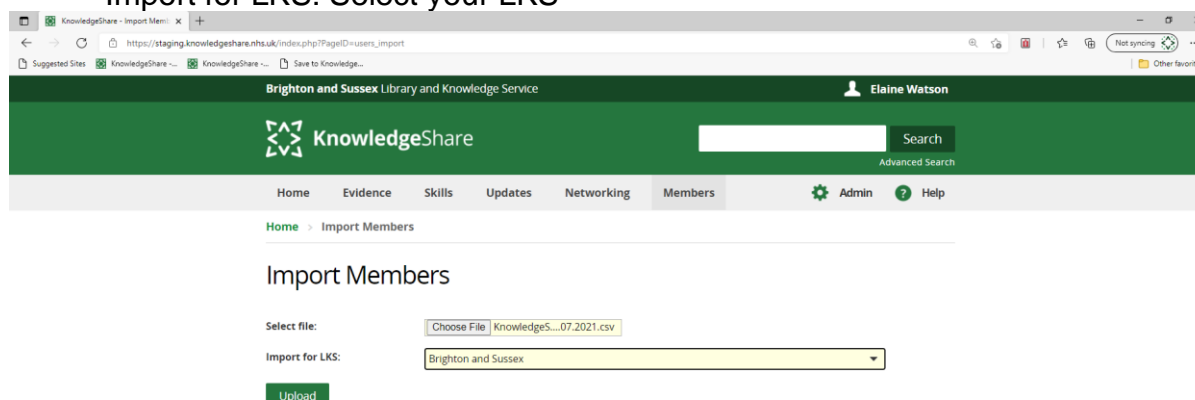 Import for LKS: Select your LKS
KnowledgeShare - Import Memb
https://staging.knowledgeshare.nhs.uk/index.php?PageID=users_import
Not syncing
Suggested Sites KnowledgeShare -... KnowledgeShare -... Save to Knowledge...
Other favorit
Brighton and Sussex Library and Knowledge Service
Elaine Watson
KnowledgeShare
Search
Advanced Search
Home Evidence Skills Updates Networking Members Admin ? Help
Home > Import Members
Import Members
Select file: Choose File KnowledgeS....07.2021.csv
Import for LKS: Brighton and Sussex
Upload